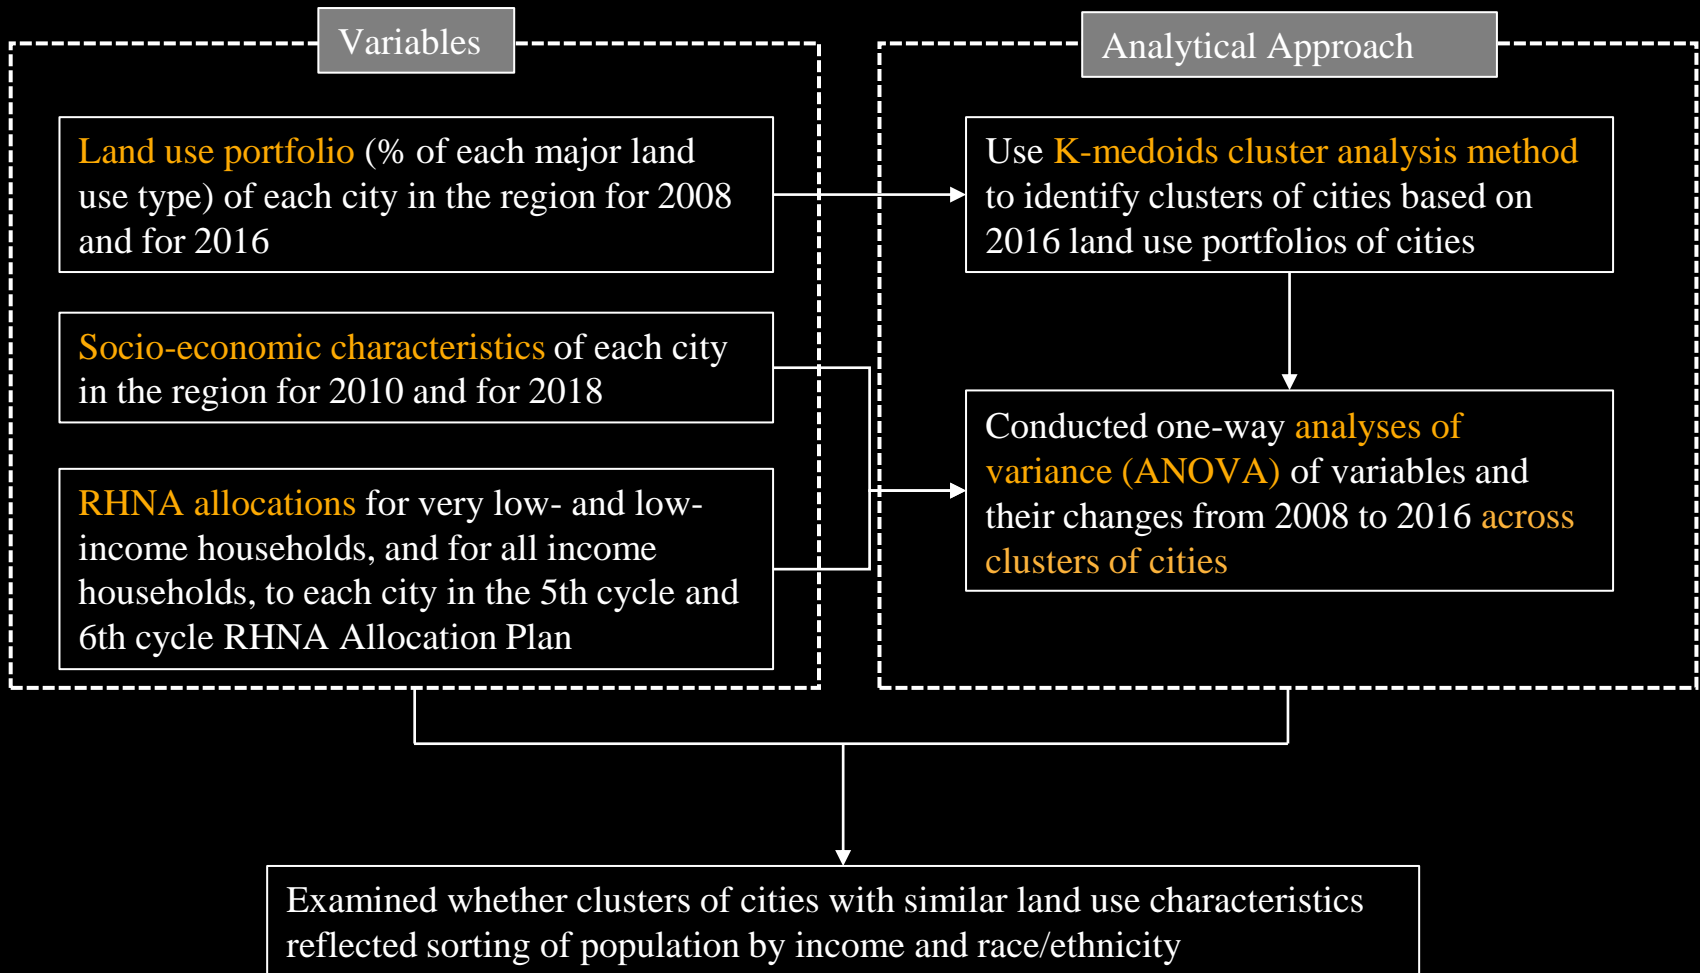 Variables
Land use portfolio (% of each major land
use type) of each city in the region for 2008
and for 2016
Socio-economic characteristics of each city
in the region for 2010 and for 2018
RHNA allocations for very low- and low-
income households, and for all income
households, to each city in the 5th cycle and
6th cycle RHNA Allocation Plan
Analytical Approach
Use K-medoids cluster analysis method
to identify clusters of cities based on
2016 land use portfolios of cities
Conducted one-way analyses of
variance (ANOVA) of variables and
their changes from 2008 to 2016 across
clusters of cities
Examined whether clusters of cities with similar land use characteristics
reflected sorting of population by income and race/ethnicity